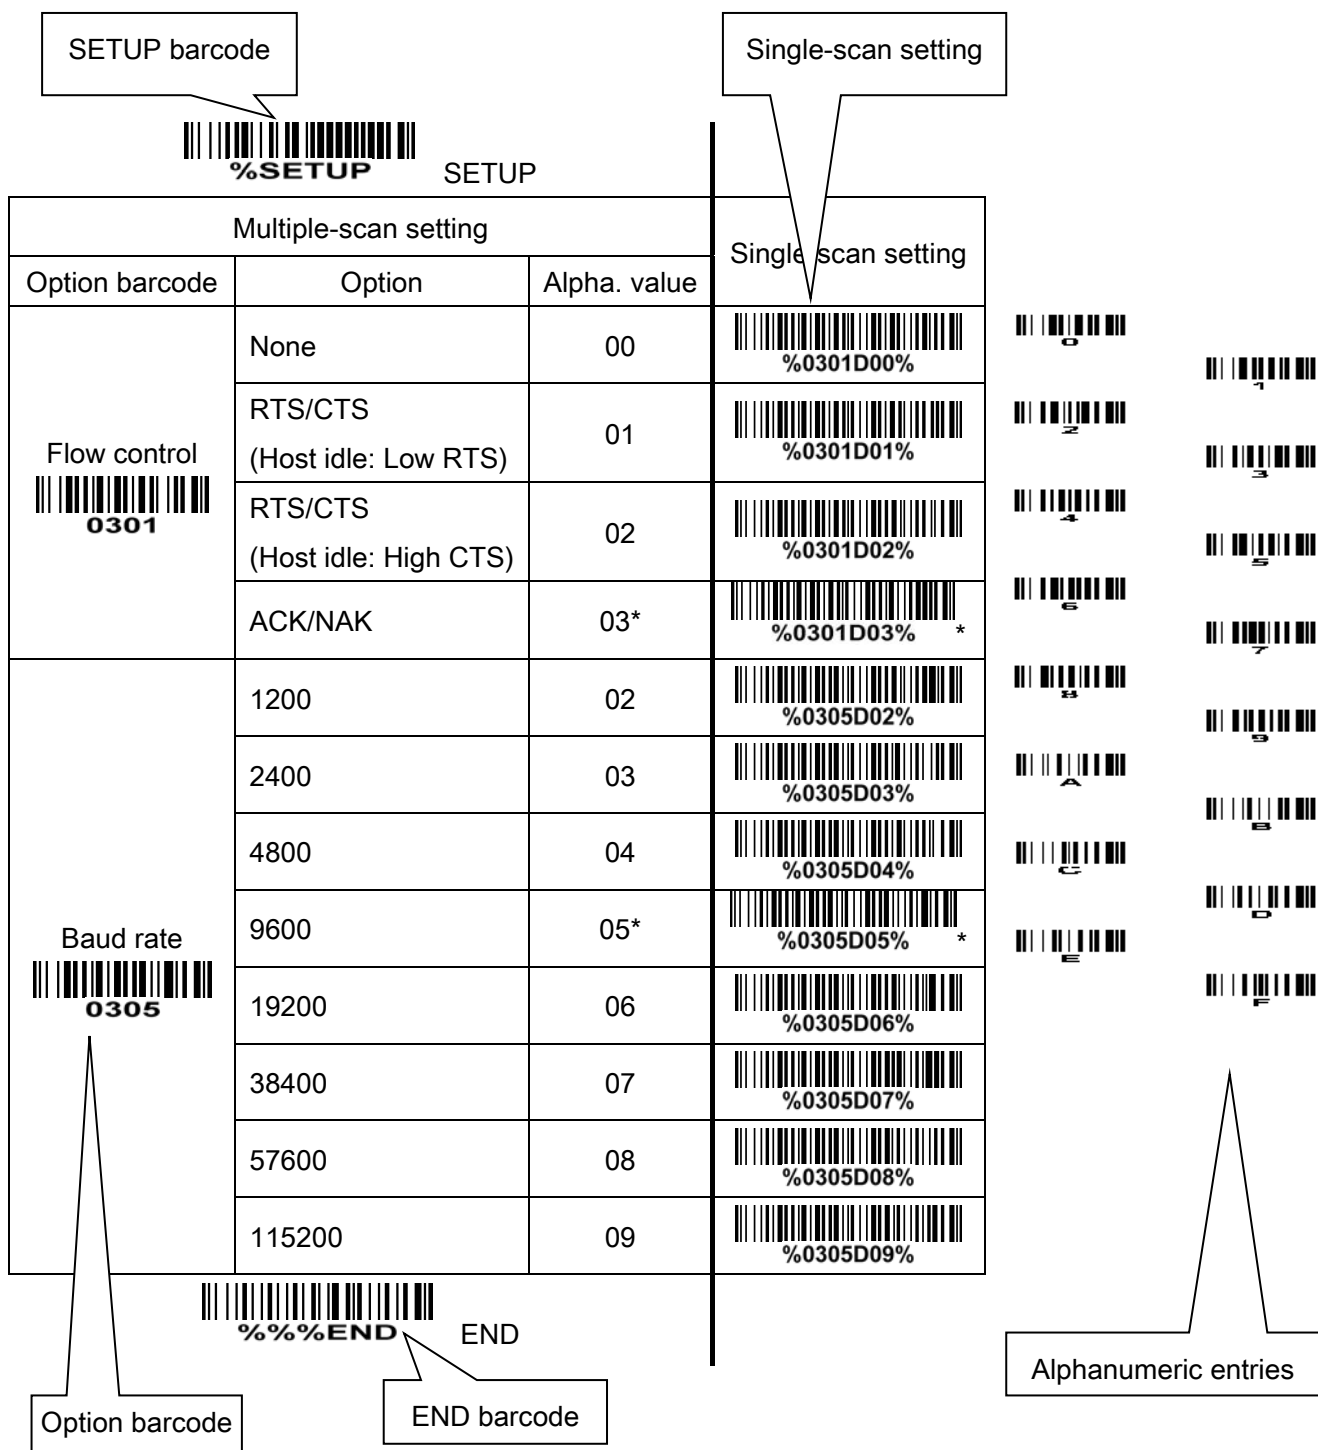 SETUP barcode
Single-scan setting
%SETUP
SETUP
Multiple-scan setting
Single-scan setting
Option barcode
Option
Alpha. value
Flow control
0301
None
00
%0301D00%
RTS/CTS
(Host idle: Low RTS)
01
%0301D01%
RTS/CTS
(Host idle: High CTS)
02
%0301D02%
ACK/NAK
03*
%0301D03% *
Baud rate
0305
1200
02
%0305D02%
2400
03
%0305D03%
4800
04
%0305D04%
9600
05*
%0305D05% *
19200
06
%0305D06%
38400
07
%0305D07%
57600
08
%0305D08%
115200
09
%0305D09%
0
1
2
3
4
5
6
7
8
9
A
B
C
D
E
F
%%%END
END
Option barcode
END barcode
Alphanumeric entries